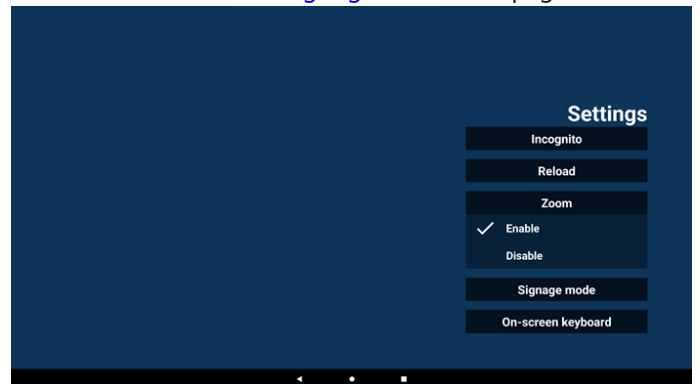 Settings
Incognito
Reload
Zoom
Enable
Disable
Signage mode
On-screen keyboard